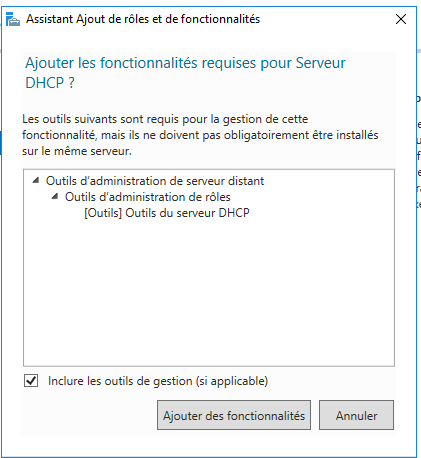 Assistant Ajout de rôles et de fonctionnalités
Ajouter les fonctionnalités requises pour Serveur
DHCP ?
Les outils suivants sont requis pour la gestion de cette
fonctionnalité, mais ils ne doivent pas obligatoirement être installés
sur le même serveur.
Outils d'administration de serveur distant
Outils d'administration de rôles
[Outils] Outils du serveur DHCP
Inclure les outils de gestion (si applicable)
Ajouter des fonctionnalités
Annuler